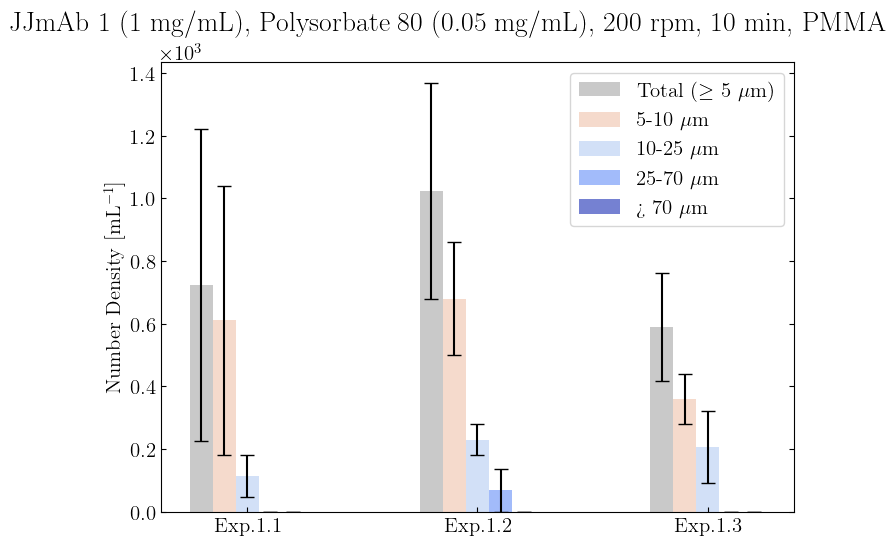 JJmAb 1 (1 mg/mL), Polysorbate 80 (0.05 mg/mL), 200 rpm, 10 min, PMMA
×10³
1.4
1.2
1.0
0.8
0.6
0.4
0.2
0.0
Number Density [mL⁻¹]
Total (≥ 5 μm)
5-10 μm
10-25 μm
25-70 μm
¿ 70 μm
Exp.1.1
Exp.1.2
Exp.1.3